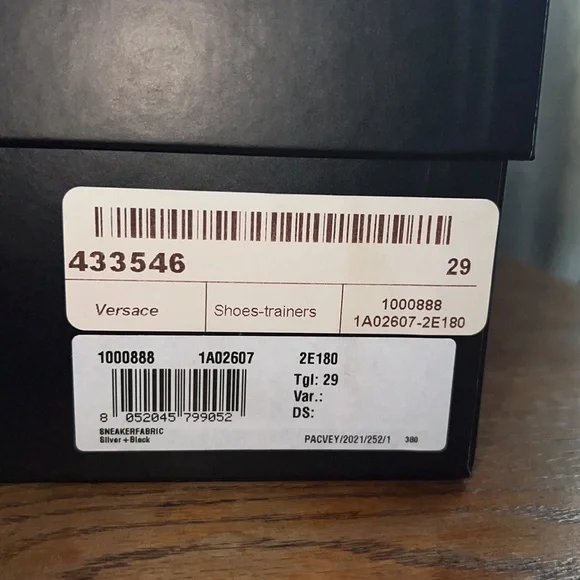 433546 29
Versace Shoes-trainers 1000888
1A02607-2E180
1000888 1A02607 2E180
Tgl: 29
Var.:
DS:
8 052045 799052
SNEAKERFABRIC
Silver+Black
PACVEY/2021/252/1 380